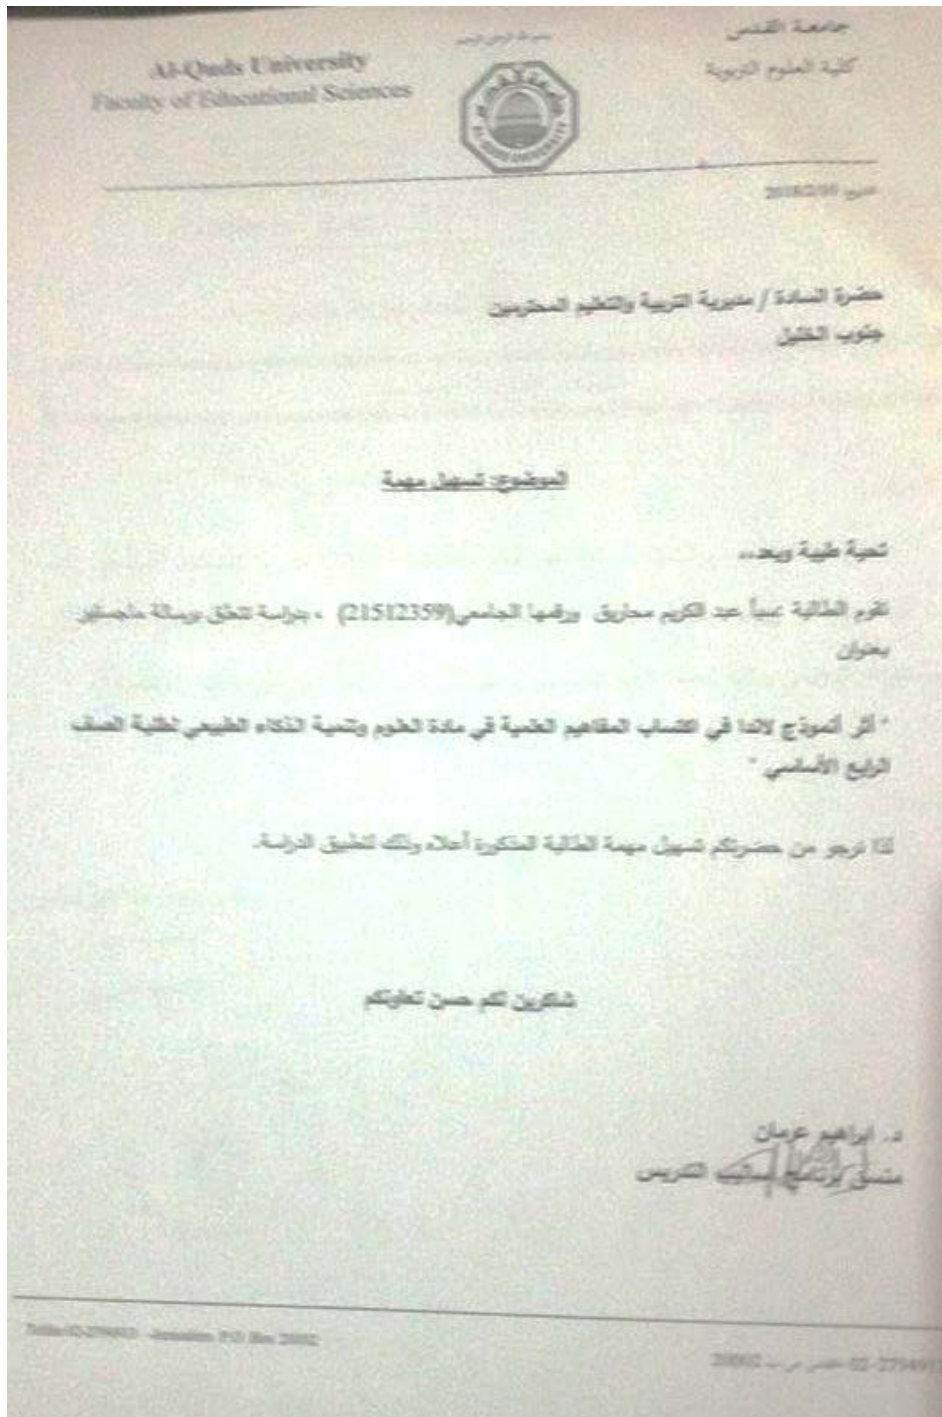 جامعة القدس
كلية العلوم التربوية
Al-Quds University
Faculty of Educational Sciences
حضرة السادة / مديرية التربية والتعليم المحترمين
جنوب الخليل
الموضوع: تسهيل مهمة
تحية طيبة وبعد،،
تقوم الطالبة عبد الكريم محاريق ورقمها الجامعي(21512359) ، بدراسة تتعلق برسالة ماجستير
بعنوان
" أثر أنموذج لاندا في اكتساب المفاهيم العلمية في مادة العلوم وتنمية الذكاء الطبيعي لطلبة الصف
الرابع الأساسي "
لذا نرجو من حضرتكم تسهيل مهمة الطالبة المذكورة أعلاه وذلك لتطبيق الدراسة.
شاكرين لكم حسن تعاونكم
د. ابراهيم عرمان
منسق برنامج أساليب التدريس
P.O Box 20002
20002